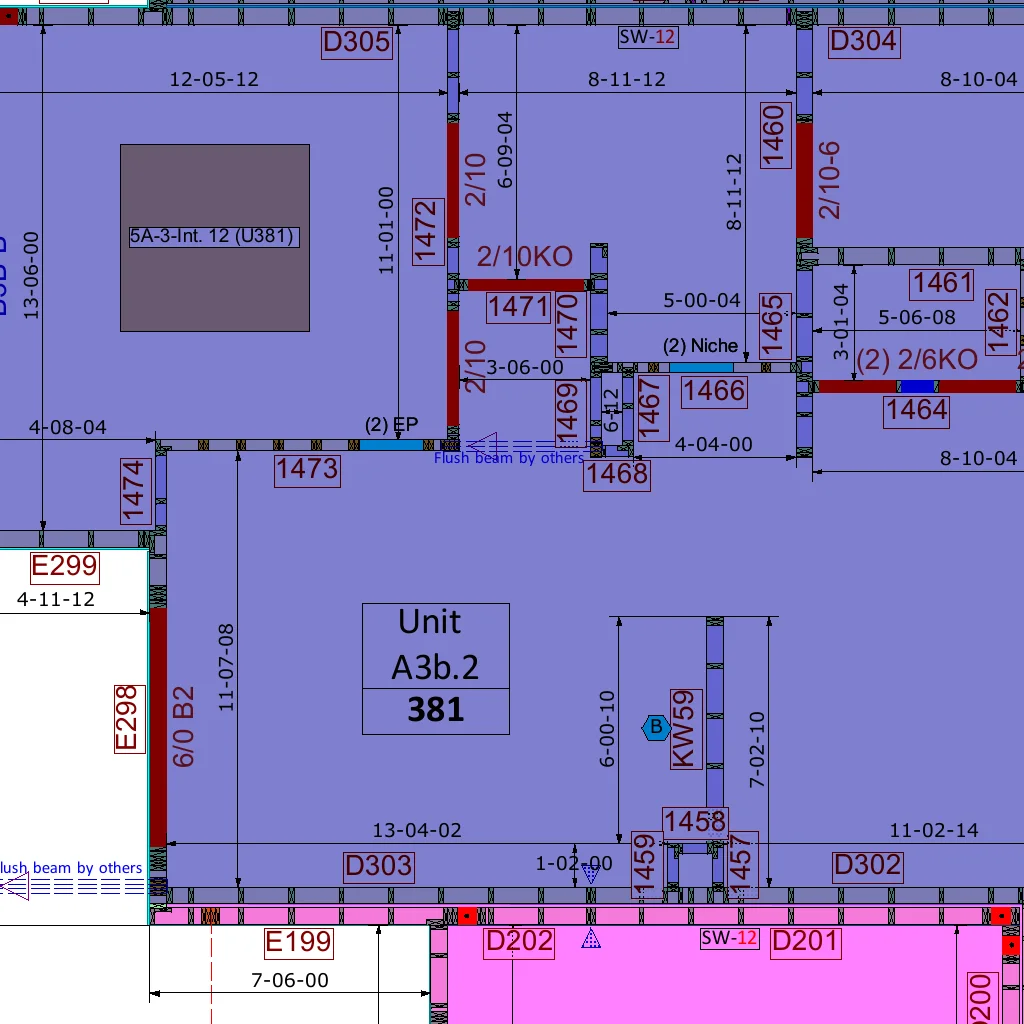 D305
SW-12
D304
12-05-12
8-11-12
8-10-04
1460
6-09-04
2/10
2/10-6
8-11-12
11-01-00
1472
13-06-00
5A-3-Int. 12 (U381)
2/10KO
1471
1470
5-00-04
1465
1461
1462
3-01-04
5-06-08
(2) Niche
(2) 2/6KO
2/10
3-06-00
1469
6-12
1467
1466
1464
4-08-04
(2) EP
4-04-00
Flush beam by others
8-10-04
1473
1468
1474
E299
4-11-12
11-07-08
Unit
A3b.2
381
E298
6/0 B2
6-00-10
B
KW59
7-02-10
1458
13-04-02
11-02-14
D303
1-02-00
1459
1457
D302
lush beam by others
E199
D202
SW-12
D201
7-06-00